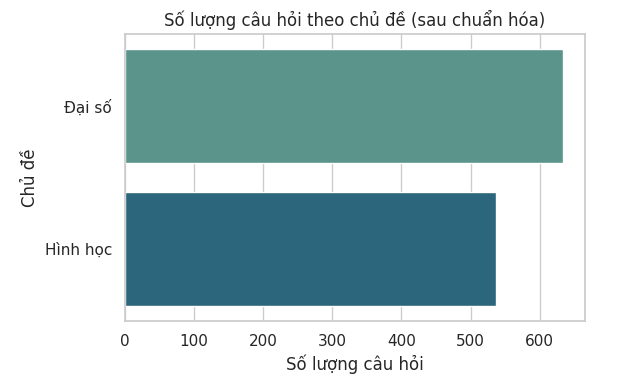 Số lượng câu hỏi theo chủ đề (sau chuẩn hóa)
Đại số
Chủ đề
Hình học
0 100 200 300 400 500 600
Số lượng câu hỏi